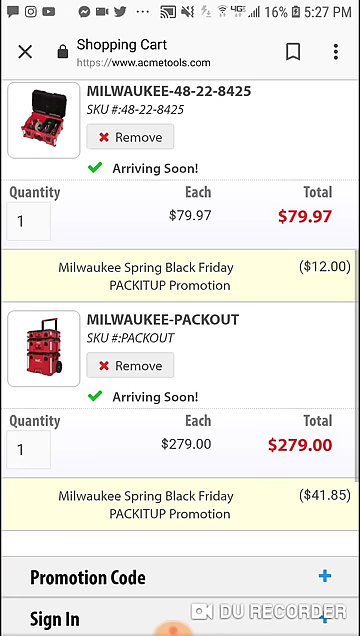 4G 16% 5:27 PM
Shopping Cart
https://www.acmetools.com
MILWAUKEE-48-22-8425
SKU #:48-22-8425
Remove
Arriving Soon!
Quantity Each Total
1 $79.97 $79.97
Milwaukee Spring Black Friday ($12.00)
PACKITUP Promotion
MILWAUKEE-PACKOUT
SKU #:PACKOUT
Remove
Arriving Soon!
Quantity Each Total
1 $279.00 $279.00
Milwaukee Spring Black Friday ($41.85)
PACKITUP Promotion
Promotion Code +
Sign In +
DU RECORDER